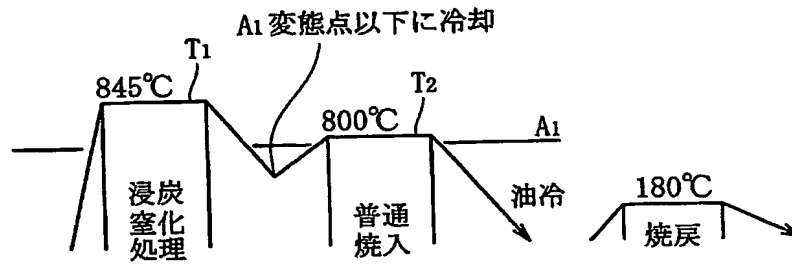 A1変態点以下に冷却
T1
845℃
T2
800℃
A1
浸炭
窒化
処理
普通
焼入
油冷
180℃
焼戻